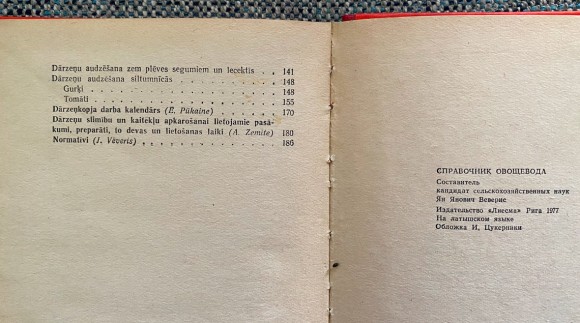 Dārzeņu audzēšana zem plēves segumiem un lecektīs . . 141
Dārzeņu audzēšana siltumnīcās . . . . . . . . 148
Gurķi . . . . . . . . . . . . . 148
Tomāti . . . . . . . . . . . . . 155
Dārzeņkopja darba kalendārs (E. Pūkaine) . . . . . 170
Dārzeņu slimību un kaitēkļu apkarošanai lietojamie pasā-
kumi, preparāti, to devas un lietošanas laiki (A. Zemīte) 180
Normatīvi (J. Vēveris) . . . . . . . . . . 186
СПРАВОЧНИК ОВОЩЕВОДА
Составитель
кандидат сельскохозяйственных наук
Ян Янович Веверис
Издательство «Лиесма» Рига 1977
На латышском языке
Обложка И. Цукермани